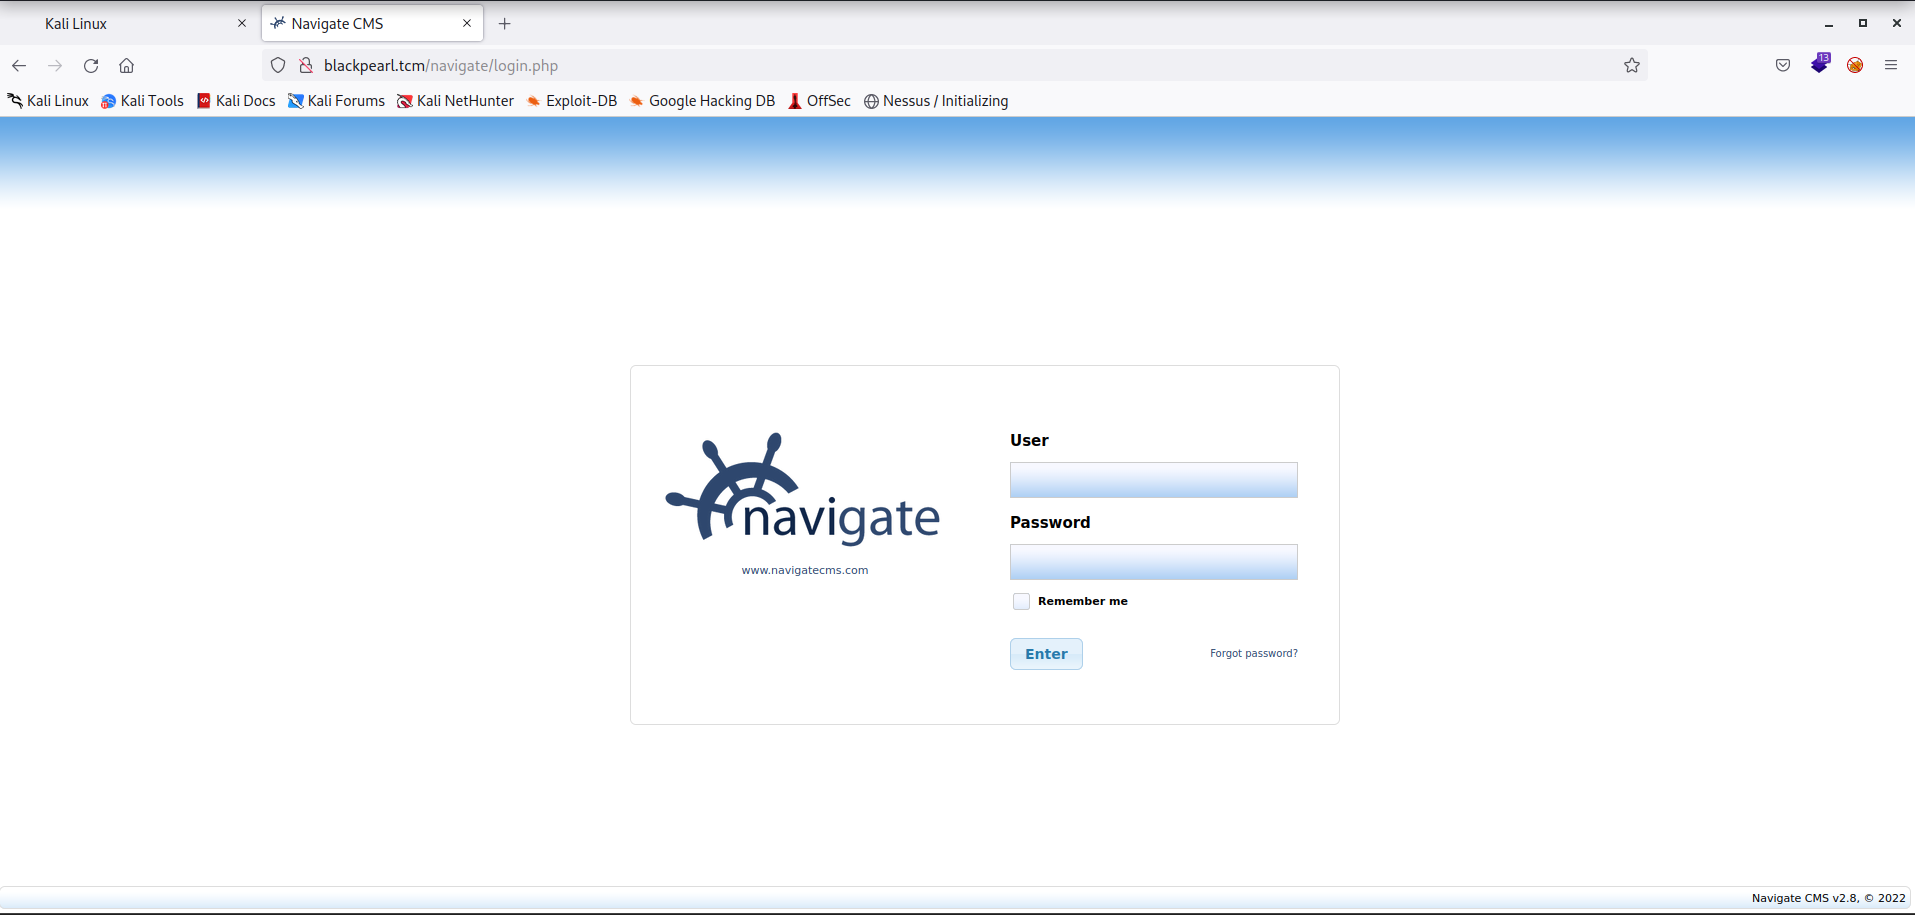 Kali Linux
Navigate CMS
blackpearl.tcm/navigate/login.php
13
Kali Linux Kali Tools Kali Docs Kali Forums Kali NetHunter Exploit-DB Google Hacking DB OffSec Nessus / Initializing
User
navigate
Password
www.navigatecms.com
Remember me
Enter
Forgot password?
Navigate CMS v2.8, © 2022